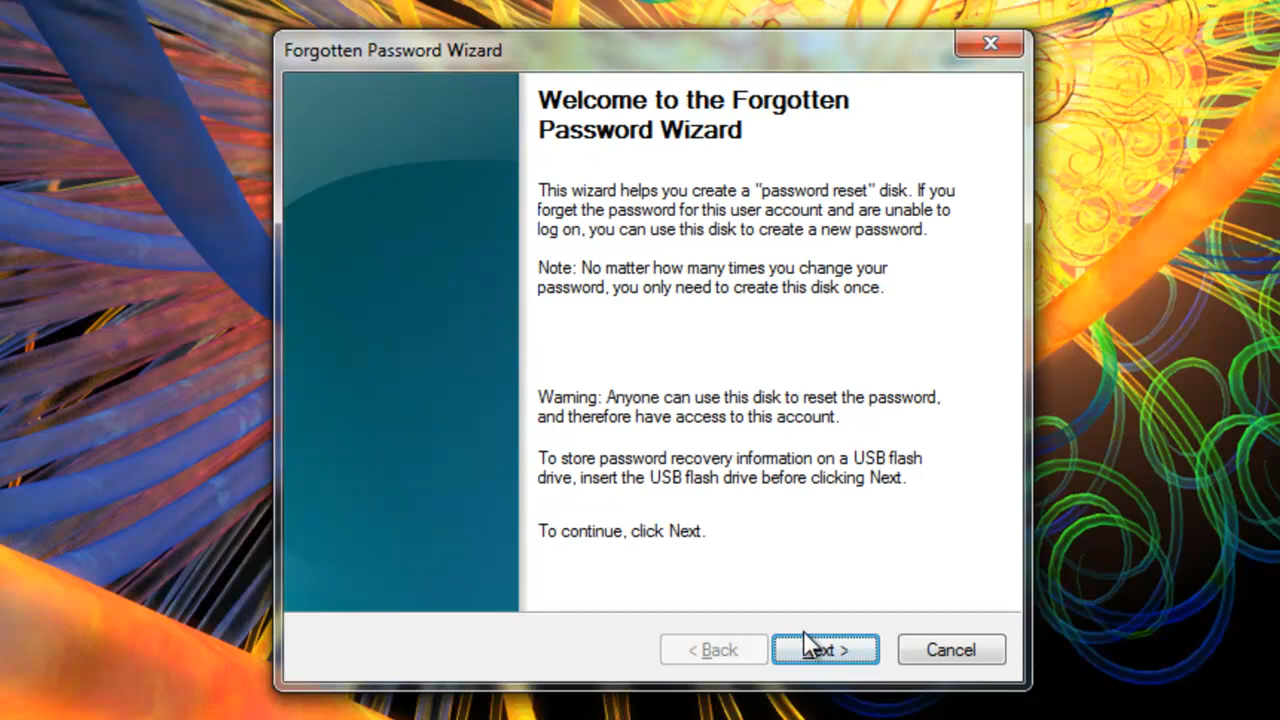 Forgotten Password Wizard
Welcome to the Forgotten
Password Wizard
This wizard helps you create a "password reset" disk. If you
forget the password for this user account and are unable to
log on, you can use this disk to create a new password.
Note: No matter how many times you change your
password, you only need to create this disk once.
Warning: Anyone can use this disk to reset the password,
and therefore have access to this account.
To store password recovery information on a USB flash
drive, insert the USB flash drive before clicking Next.
To continue, click Next.
< Back
Next >
Cancel